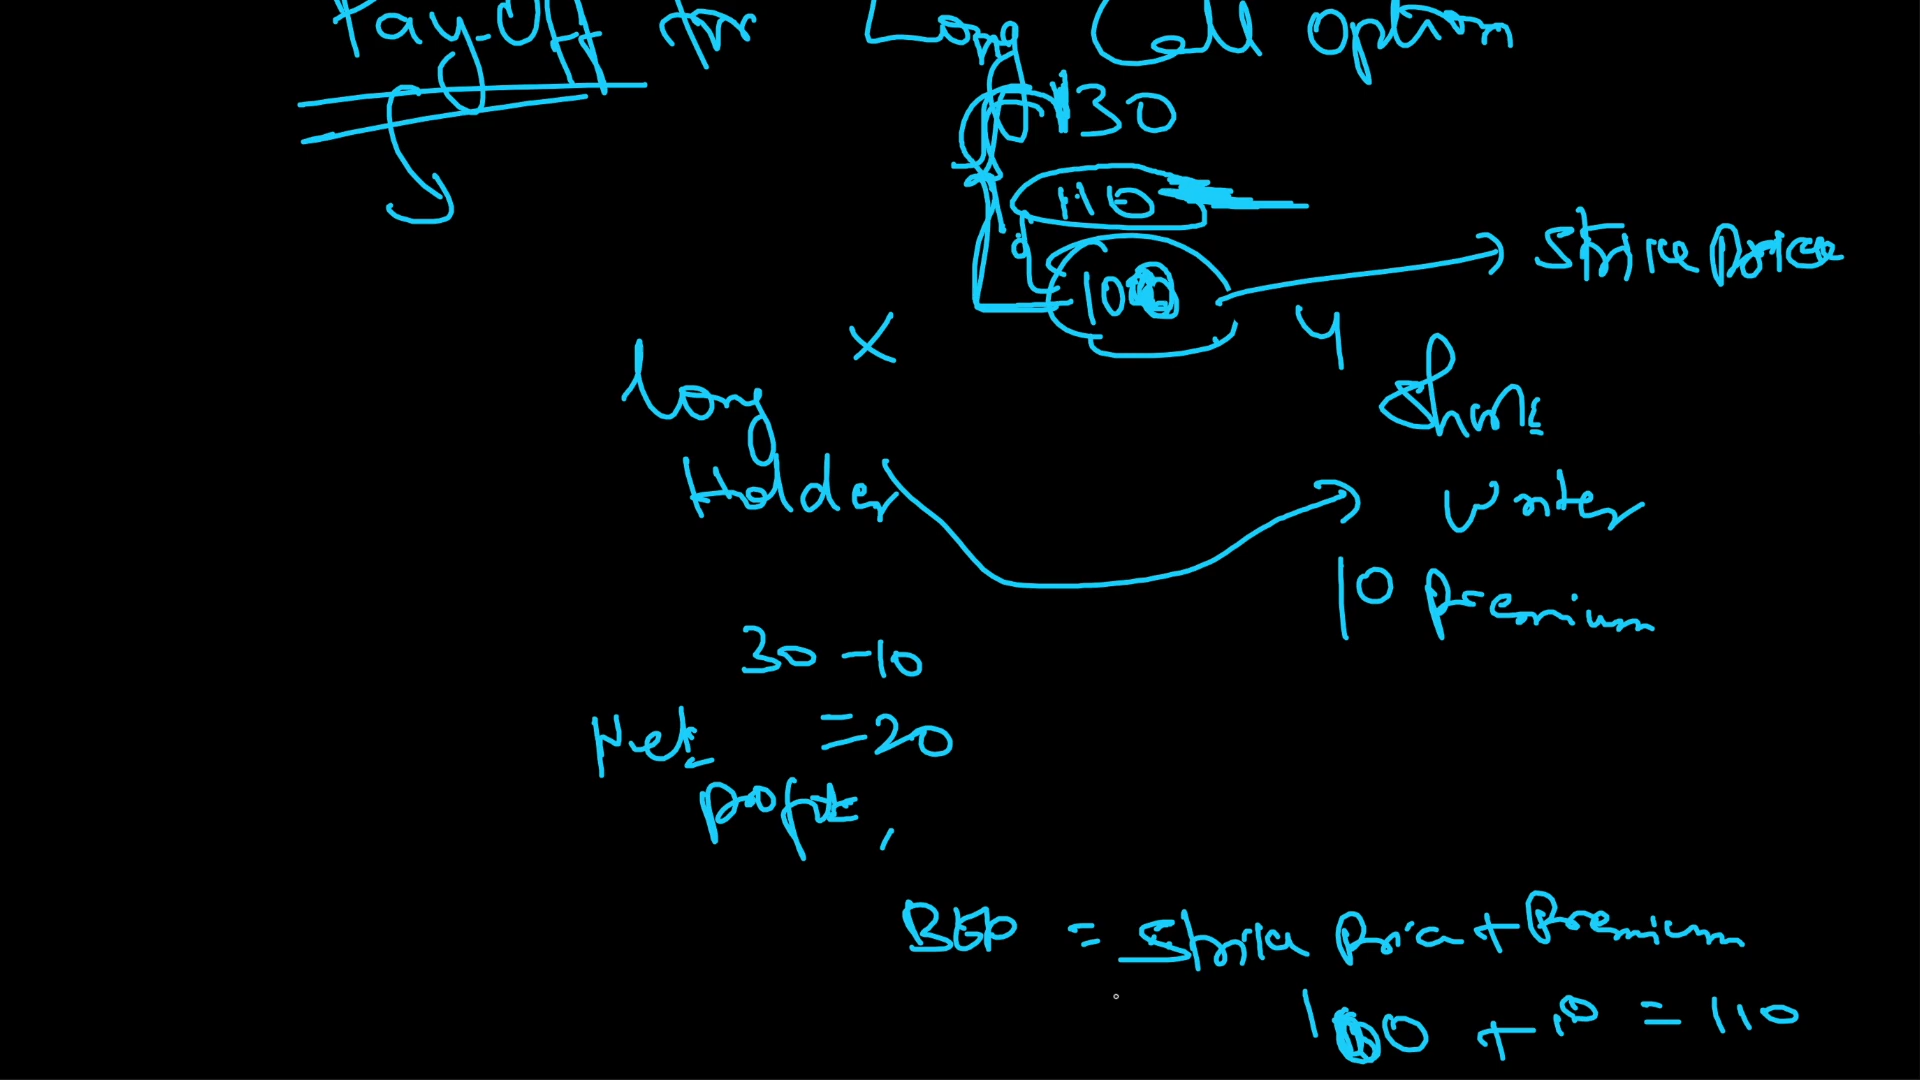 Pay-Off for Long Call Option
130
110
100
Strike Price
X
Y
Long
Short
Holder
Writer
10 Premium
30 - 10
= 20
Net
Profit,
BEP = Strike Price + Premium
100 + 10 = 110